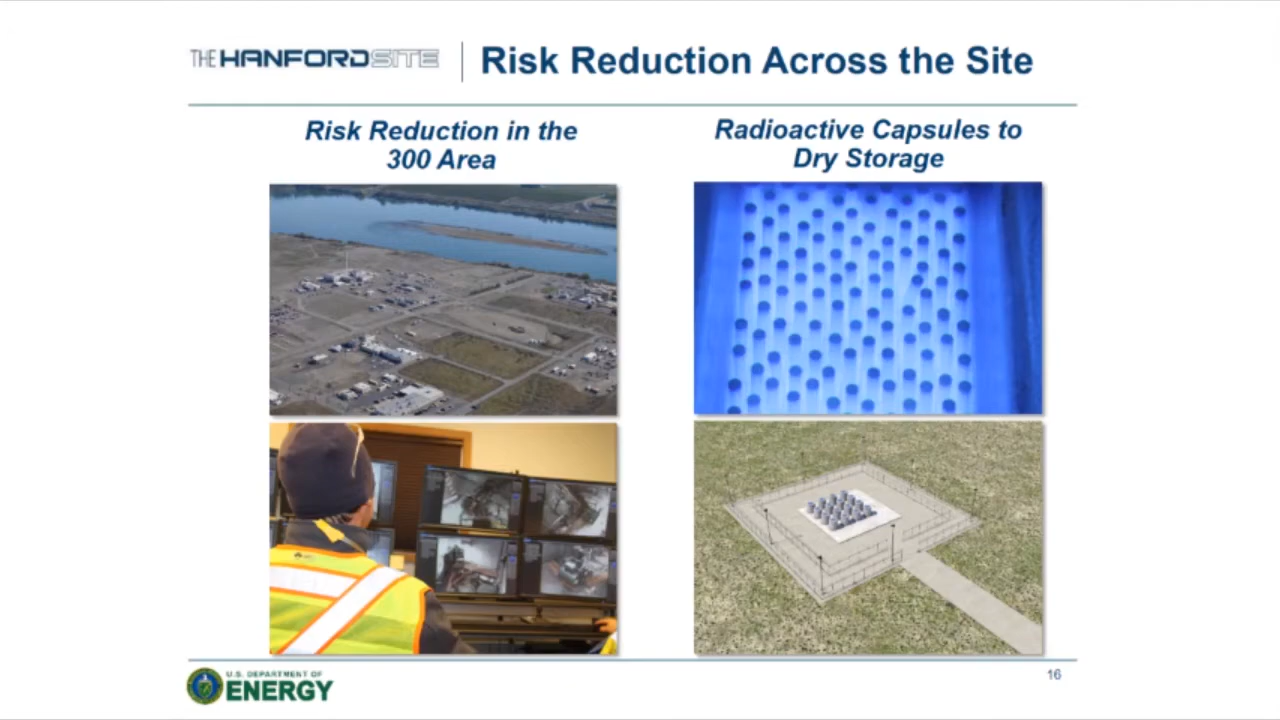 THE HANFORD SITE
Risk Reduction Across the Site
Risk Reduction in the
300 Area
Radioactive Capsules to
Dry Storage
U.S. DEPARTMENT OF
ENERGY
16